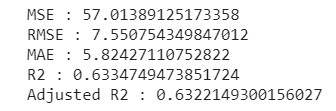 MSE : 57.01389125173358
RMSE : 7.550754349847012
MAE : 5.82427110752822
R2 : 0.6334749473851724
Adjusted R2 : 0.6322149300156027